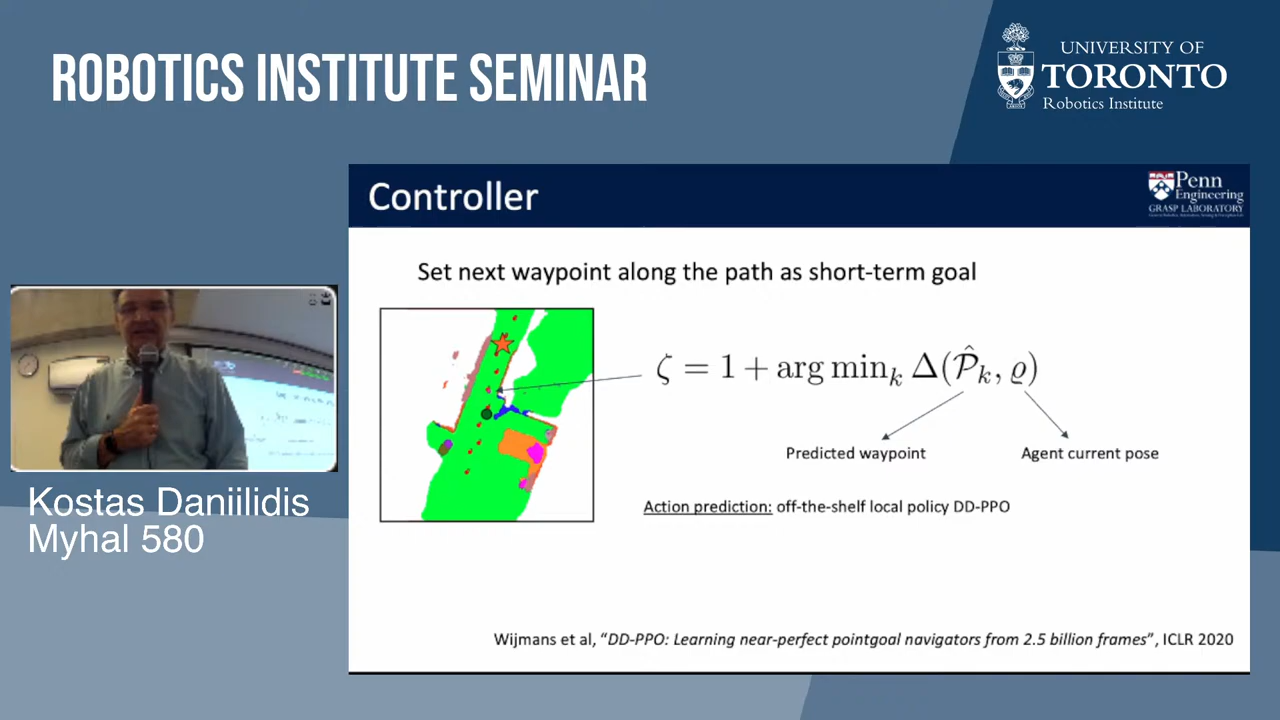 ROBOTICS INSTITUTE SEMINAR
UNIVERSITY OF
TORONTO
Robotics Institute
Controller
Penn
Engineering
GRASP LABORATORY
Set next waypoint along the path as short-term goal
ζ = 1 + arg min_k Δ(𝒫̂_k, ϱ)
Predicted waypoint
Agent current pose
Action prediction: off-the-shelf local policy DD-PPO
Wijmans et al, “DD-PPO: Learning near-perfect pointgoal navigators from 2.5 billion frames”, ICLR 2020
Kostas Daniilidis
Myhal 580